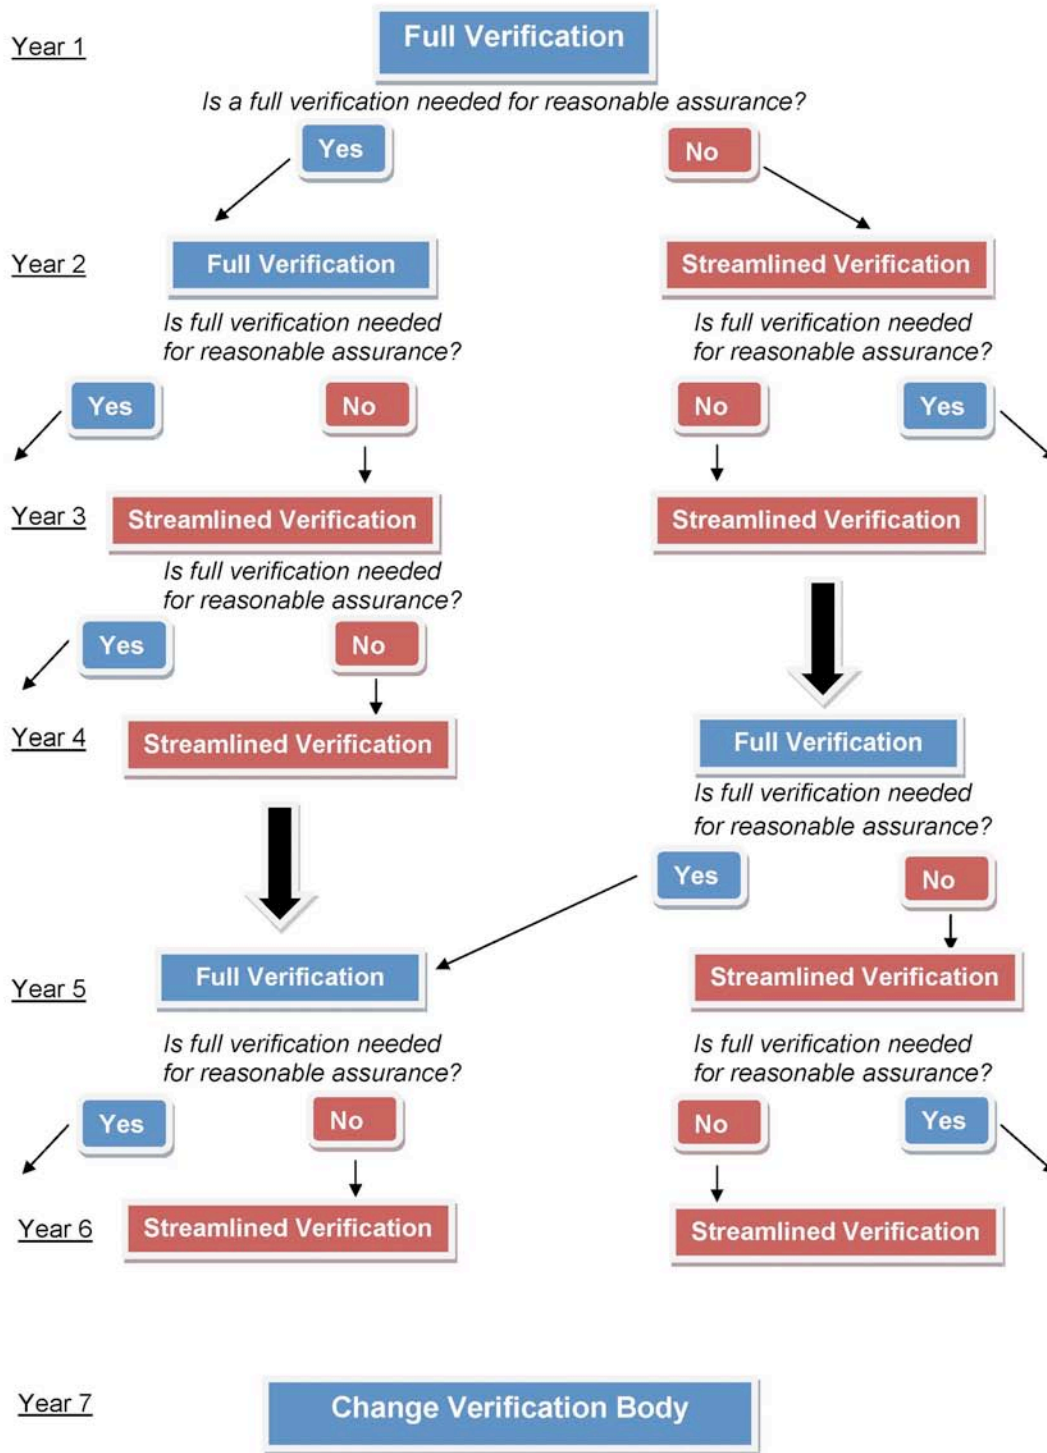 Year 1
Full Verification
Is a full verification needed for reasonable assurance?
Yes
No
Year 2
Full Verification
Streamlined Verification
Is full verification needed
for reasonable assurance?
Is full verification needed
for reasonable assurance?
Yes
No
No
Yes
Year 3
Streamlined Verification
Streamlined Verification
Is full verification needed
for reasonable assurance?
Yes
No
Year 4
Streamlined Verification
Full Verification
Is full verification needed
for reasonable assurance?
Yes
No
Year 5
Full Verification
Streamlined Verification
Is full verification needed
for reasonable assurance?
Is full verification needed
for reasonable assurance?
Yes
No
No
Yes
Year 6
Streamlined Verification
Streamlined Verification
Year 7
Change Verification Body